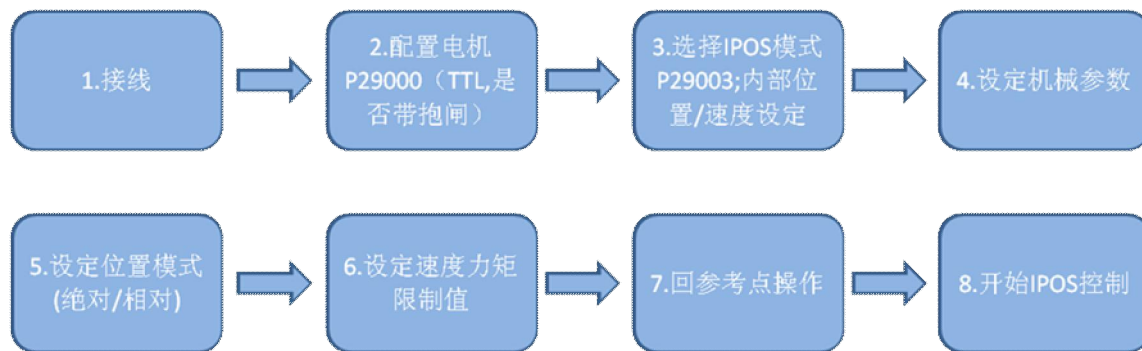 1.接线
2.配置电机
P29000（TTL,是
否带抱闸）
3.选择IPOS模式
P29003;内部位
置/速度设定
4.设定机械参数
5.设定位置模式
(绝对/相对)
6.设定速度力矩
限制值
7.回参考点操作
8.开始IPOS控制